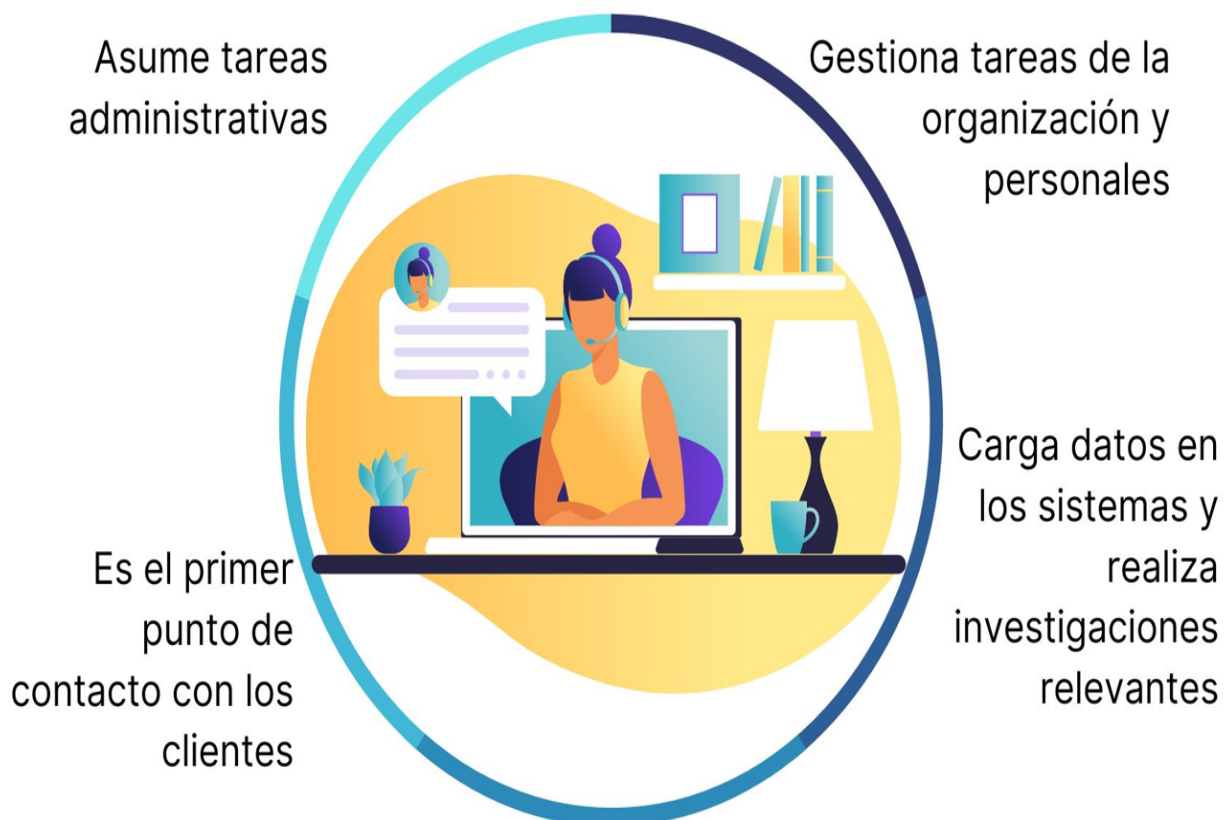 Asume tareas
administrativas
Gestiona tareas de la
organización y
personales
Carga datos en
los sistemas y
realiza
investigaciones
relevantes
Es el primer
punto de
contacto con los
clientes